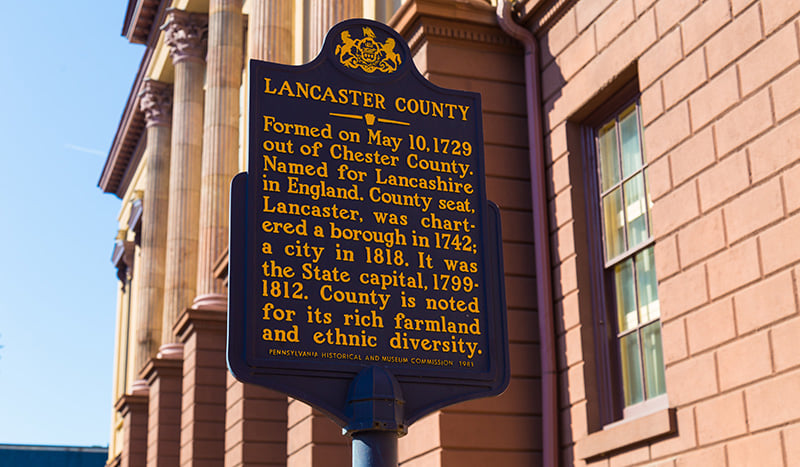 LANCASTER COUNTY
Formed on May 10, 1729
out of Chester County.
Named for Lancashire
in England. County seat,
Lancaster, was chart-
ered a borough in 1742;
a city in 1818. It was
the State capital, 1799-
1812. County is noted
for its rich farmland
and ethnic diversity.
PENNSYLVANIA HISTORICAL AND MUSEUM COMMISSION 1983